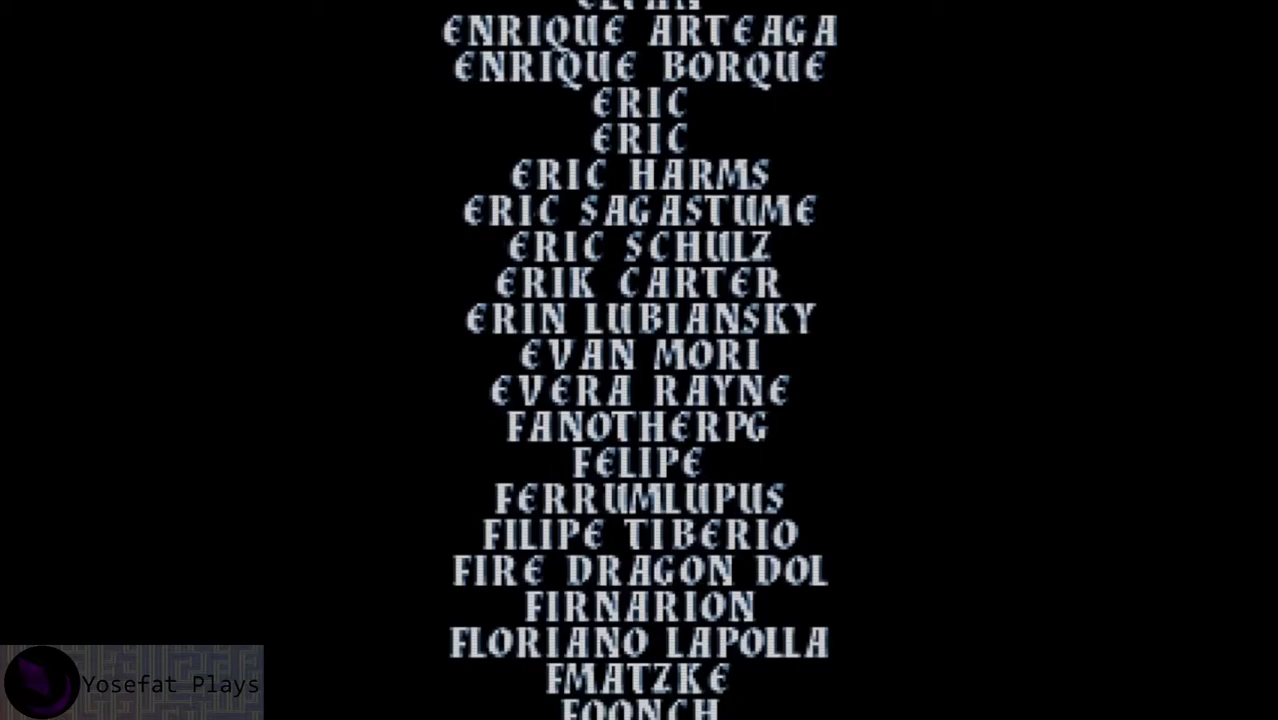 ENRIQUE ARTEAGA
ENRIQUE BORQUE
ERIC
ERIC
ERIC HARMS
ERIC SAGASTUME
ERIC SCHULZ
ERIK CARTER
ERIN LUBIANSKY
EVAN MORI
EVERA RAYNE
FANOTHERPG
FELIPE
FERRUMLUPUS
FILIPE TIBERIO
FIRE DRAGON DOL
FIRNARION
FLORIANO LAPOLLA
FMATZKE
FOONCH
Yosefat Plays